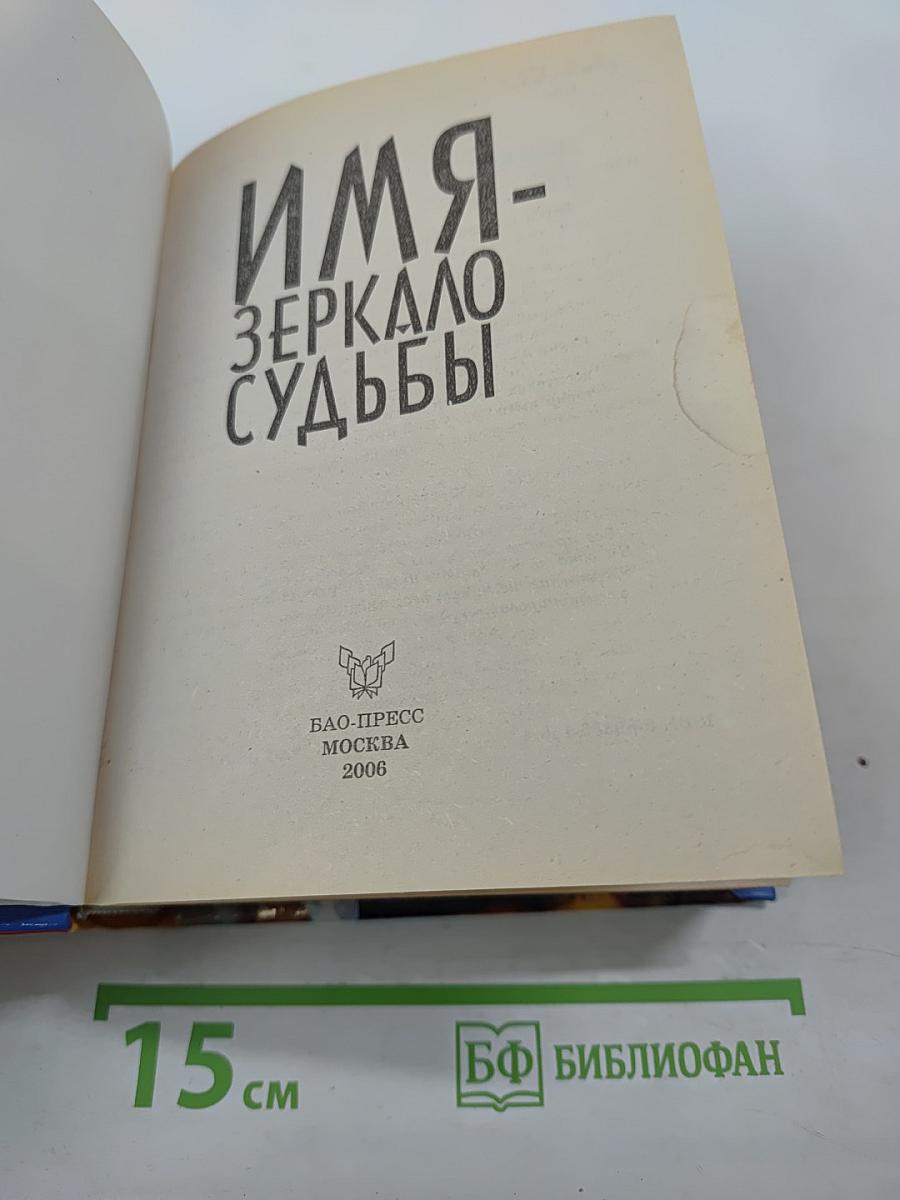 ИМЯ-
ЗЕРКАЛО
СУДЬБЫ
БАО-ПРЕСС
МОСКВА
2006
15 см
БФ БИБЛИОФАН